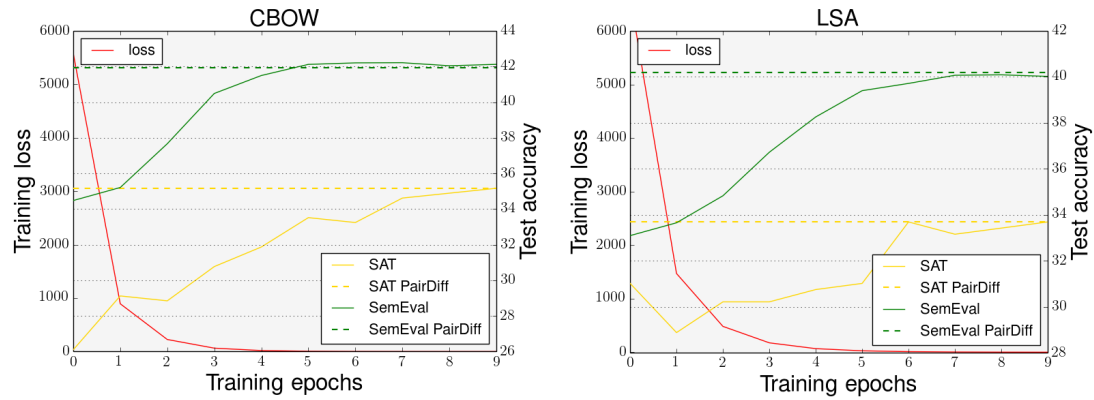 CBOW
loss
Training loss
6000
5000
4000
3000
2000
1000
0
44
42
40
38
36
34
32
30
28
26
Test accuracy
SAT
SAT PairDiff
SemEval
SemEval PairDiff
0 1 2 3 4 5 6 7 8 9
Training epochs
LSA
loss
Training loss
6000
5000
4000
3000
2000
1000
0
42
40
38
36
34
32
30
28
Test accuracy
SAT
SAT PairDiff
SemEval
SemEval PairDiff
0 1 2 3 4 5 6 7 8 9
Training epochs